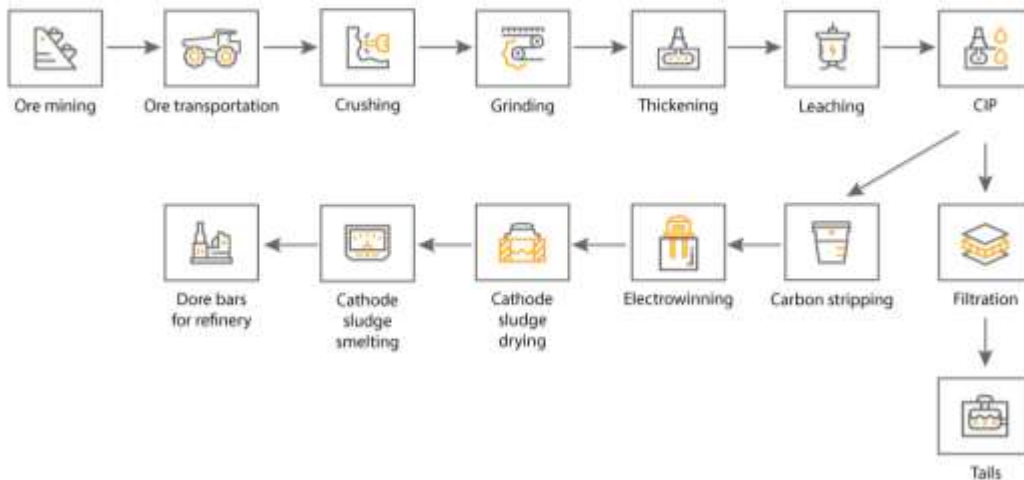 Ore mining
Ore transportation
Crushing
Grinding
Thickening
Leaching
CIP
Dore bars
for refinery
Cathode
sludge
smelting
Cathode
sludge
drying
Electrowinning
Carbon stripping
Filtration
Tails